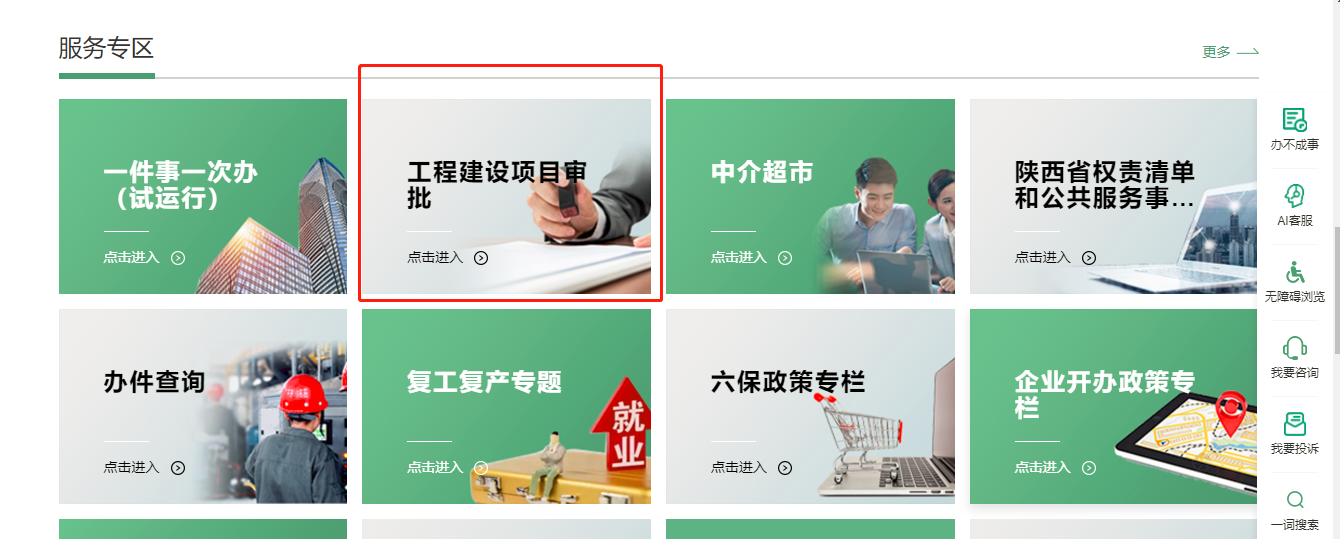 服务专区
更多
一件事一次办
（试运行）
点击进入
工程建设项目审
批
点击进入
中介超市
点击进入
陕西省权责清单
和公共服务事...
点击进入
办件查询
点击进入
复工复产专题
点击进入
就
业
六保政策专栏
点击进入
企业开办政策专
栏
点击进入
办不成事
AI客服
无障碍浏览
我要咨询
我要投诉
一词搜索